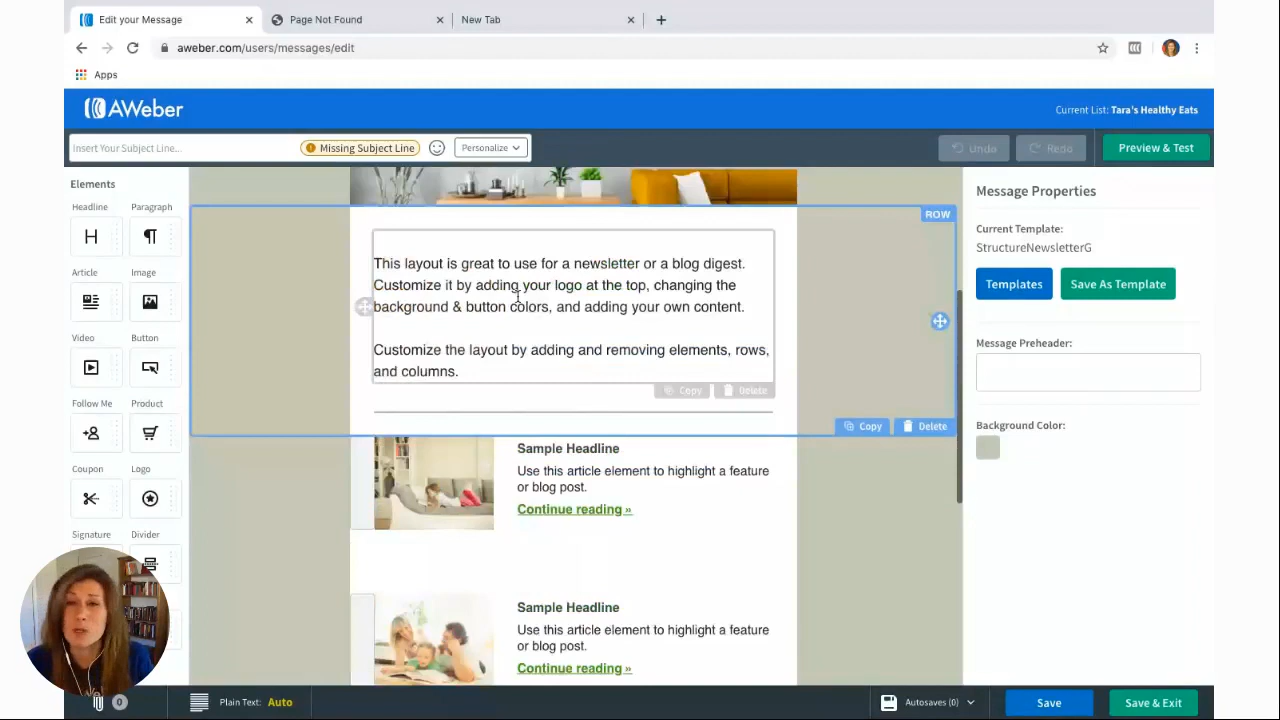 Edit your Message
Page Not Found
New Tab
aweber.com/users/messages/edit
Apps
AWeber
Current List: Tara's Healthy Eats
Insert Your Subject Line...
Missing Subject Line
Personalize
Undo
Redo
Preview & Test
Elements
Headline
Paragraph
Article
Image
Video
Button
Follow Me
Product
Coupon
Logo
Signature
Divider
ROW
This layout is great to use for a newsletter or a blog digest.
Customize it by adding your logo at the top, changing the
background & button colors, and adding your own content.
Customize the layout by adding and removing elements, rows,
and columns.
Copy
Delete
Copy
Delete
Sample Headline
Use this article element to highlight a feature
or blog post.
Continue reading »
Sample Headline
Use this article element to highlight a feature
or blog post.
Continue reading »
Message Properties
Current Template:
StructureNewsletterG
Templates
Save As Template
Message Preheader:
Background Color:
0
Plain Text: Auto
Autosaves (0)
Save
Save & Exit